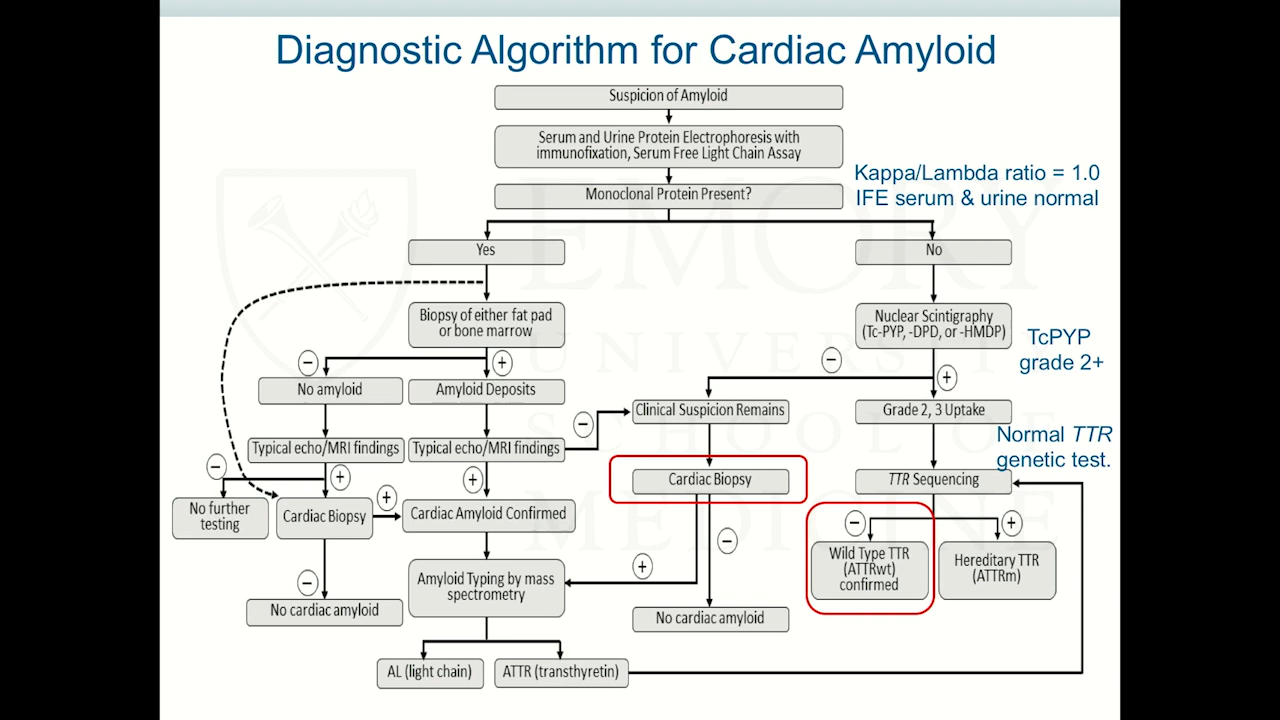 Diagnostic Algorithm for Cardiac Amyloid
Suspicion of Amyloid
Serum and Urine Protein Electrophoresis with
immunofixation, Serum Free Light Chain Assay
Monoclonal Protein Present?
Kappa/Lambda ratio = 1.0
IFE serum & urine normal
Yes
No
Biopsy of either fat pad
or bone marrow
Nuclear Scintigraphy
(Tc-PYP, -DPD, or -HMDP)
TcPYP
grade 2+
−
+
−
+
No amyloid
Amyloid Deposits
Clinical Suspicion Remains
Grade 2, 3 Uptake
−
Typical echo/MRI findings
Typical echo/MRI findings
Normal TTR
genetic test.
−
+
+
Cardiac Biopsy
TTR Sequencing
No further
testing
Cardiac Biopsy
+
Cardiac Amyloid Confirmed
−
+
−
−
+
Amyloid Typing by mass
spectrometry
Wild Type TTR
(ATTRwt)
confirmed
Hereditary TTR
(ATTRm)
No cardiac amyloid
No cardiac amyloid
AL (light chain)
ATTR (transthyretin)
EMORY
UNIVERSITY
SCHOOL OF
MEDICINE